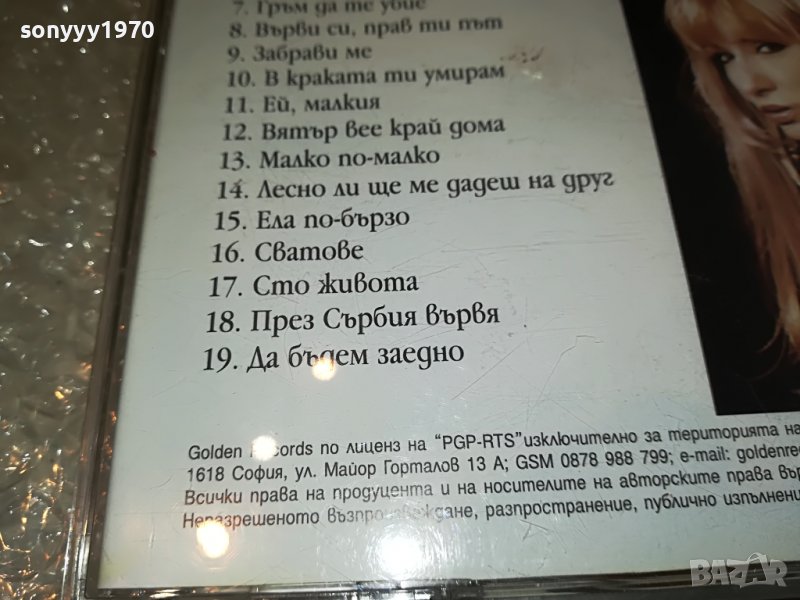 sonyyy1970
7. Гръм да те убие
8. Върви си, прав ти път
9. Забрави ме
10. В краката ти умирам
11. Ей, малкия
12. Вятър вее край дома
13. Малко по-малко
14. Лесно ли ще ме дадеш на друг
15. Ела по-бързо
16. Сватове
17. Сто живота
18. През Сърбия вървя
19. Да бъдем заедно
Golden Records по лиценз на "PGP-RTS" изключително за територията на
1618 София, ул. Майор Горталов 13 А; GSM 0878 988 799; e-mail: goldenre
Всички права на продуцента и на носителите на авторските права въ
Неразрешеното възпроизвеждане, разпространение, публично изпълнени
BAZAR